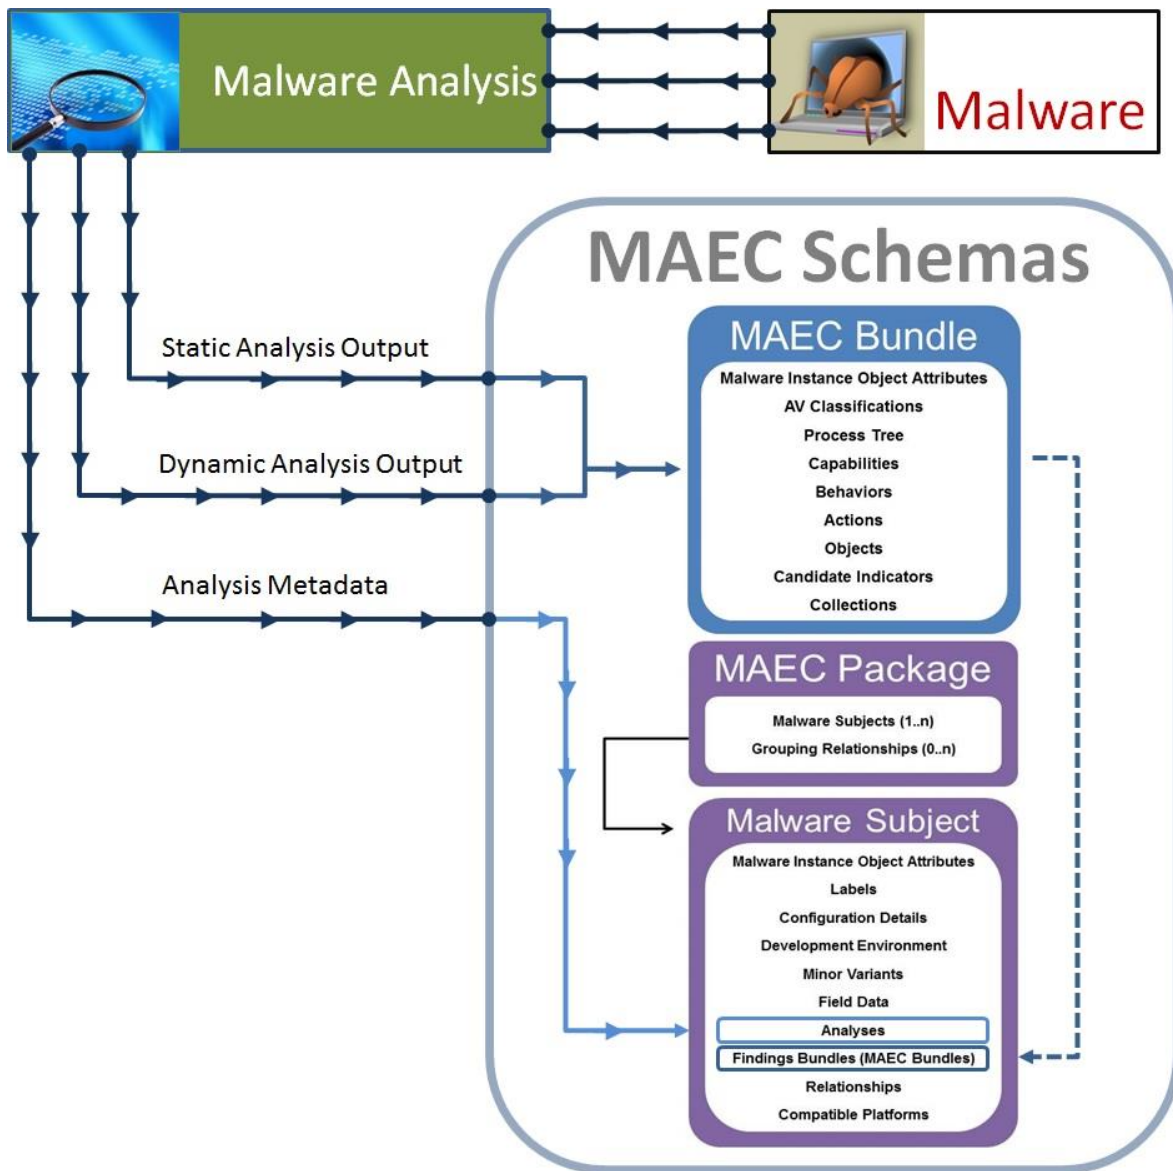 Malware Analysis
Malware
MAEC Schemas
Static Analysis Output
Dynamic Analysis Output
Analysis Metadata
MAEC Bundle
Malware Instance Object Attributes
AV Classifications
Process Tree
Capabilities
Behaviors
Actions
Objects
Candidate Indicators
Collections
MAEC Package
Malware Subjects (1..n)
Grouping Relationships (0..n)
Malware Subject
Malware Instance Object Attributes
Labels
Configuration Details
Development Environment
Minor Variants
Field Data
Analyses
Findings Bundles (MAEC Bundles)
Relationships
Compatible Platforms